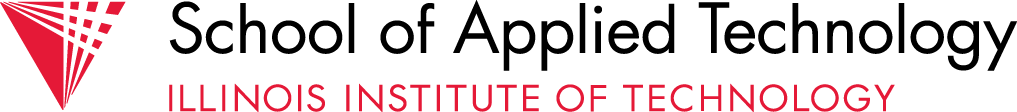 School of Applied Technology
ILLINOIS INSTITUTE OF TECHNOLOGY